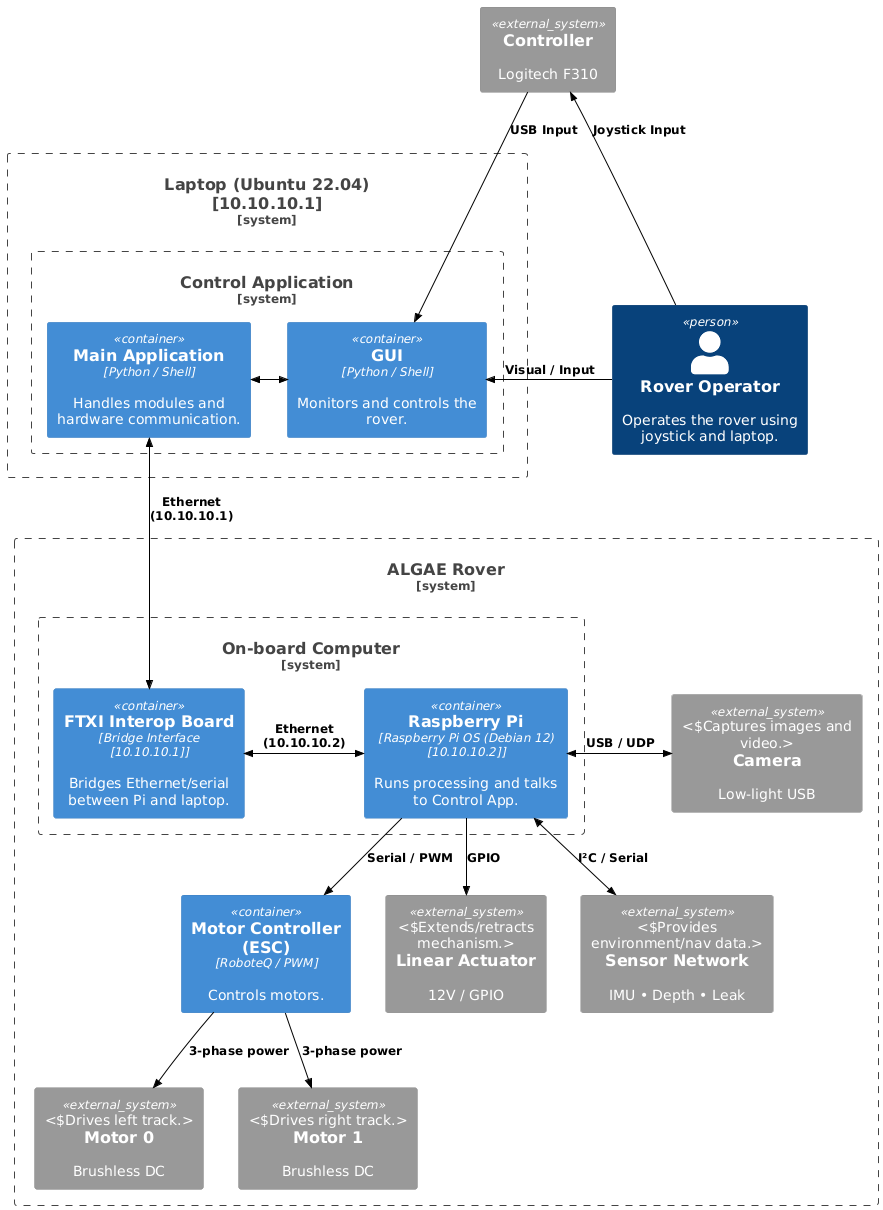 «external_system»
Controller
Logitech F310
USB Input
Joystick Input
Laptop (Ubuntu 22.04)
[10.10.10.1]
[system]
Control Application
[system]
«container»
Main Application
[Python / Shell]
Handles modules and
hardware communication.
«container»
GUI
[Python / Shell]
Monitors and controls the
rover.
Visual / Input
«person»
Rover Operator
Operates the rover using
joystick and laptop.
Ethernet
(10.10.10.1)
ALGAE Rover
[system]
On-board Computer
[system]
«container»
FTXI Interop Board
[Bridge Interface
[10.10.10.1]]
Bridges Ethernet/serial
between Pi and laptop.
Ethernet
(10.10.10.2)
«container»
Raspberry Pi
[Raspberry Pi OS (Debian 12)
[10.10.10.2]]
Runs processing and talks
to Control App.
USB / UDP
«external_system»
<$Captures images and
video.>
Camera
Low-light USB
Serial / PWM
GPIO
I²C / Serial
«container»
Motor Controller
(ESC)
[RoboteQ / PWM]
Controls motors.
«external_system»
<$Extends/retracts
mechanism.>
Linear Actuator
12V / GPIO
«external_system»
<$Provides
environment/nav data.>
Sensor Network
IMU • Depth • Leak
3-phase power
3-phase power
«external_system»
<$Drives left track.>
Motor 0
Brushless DC
«external_system»
<$Drives right track.>
Motor 1
Brushless DC